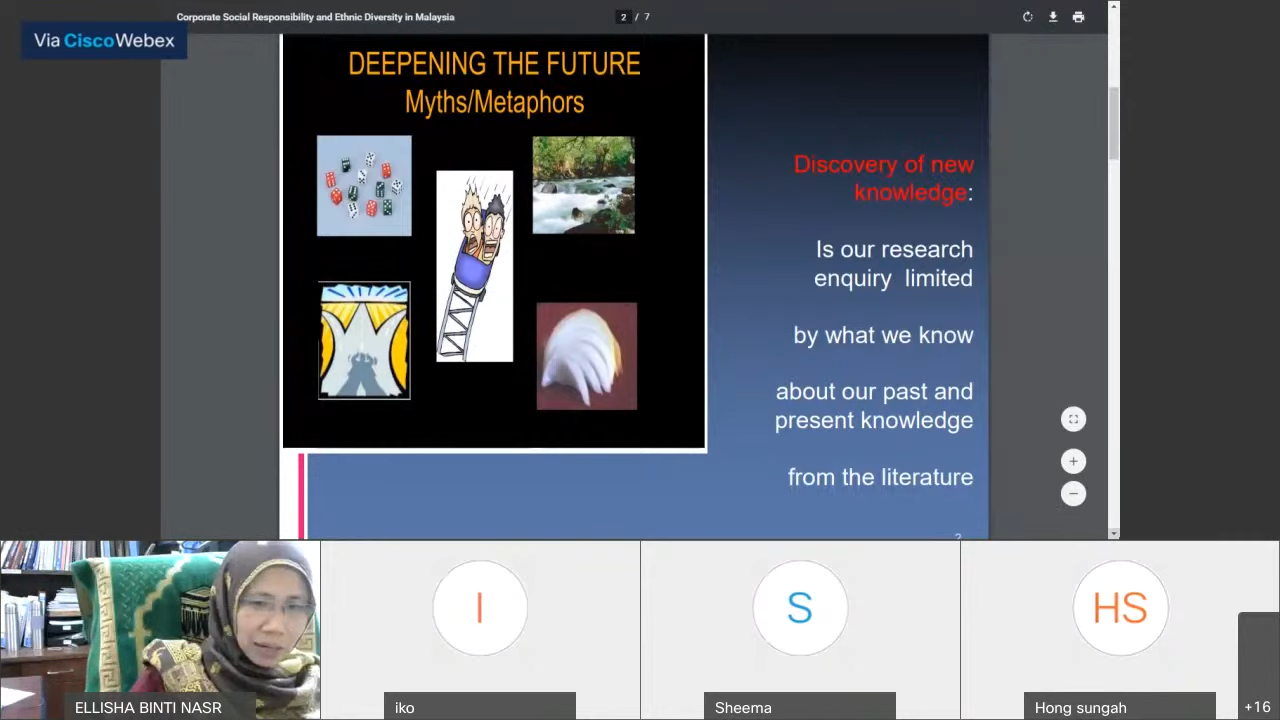 Corporate Social Responsibility and Ethnic Diversity in Malaysia
2 / 7
Via CiscoWebex
DEEPENING THE FUTURE
Myths/Metaphors
Discovery of new
knowledge:
Is our research
enquiry limited
by what we know
about our past and
present knowledge
from the literature
2
I
S
HS
ELLISHA BINTI NASR
iko
Sheema
Hong sungah
+16